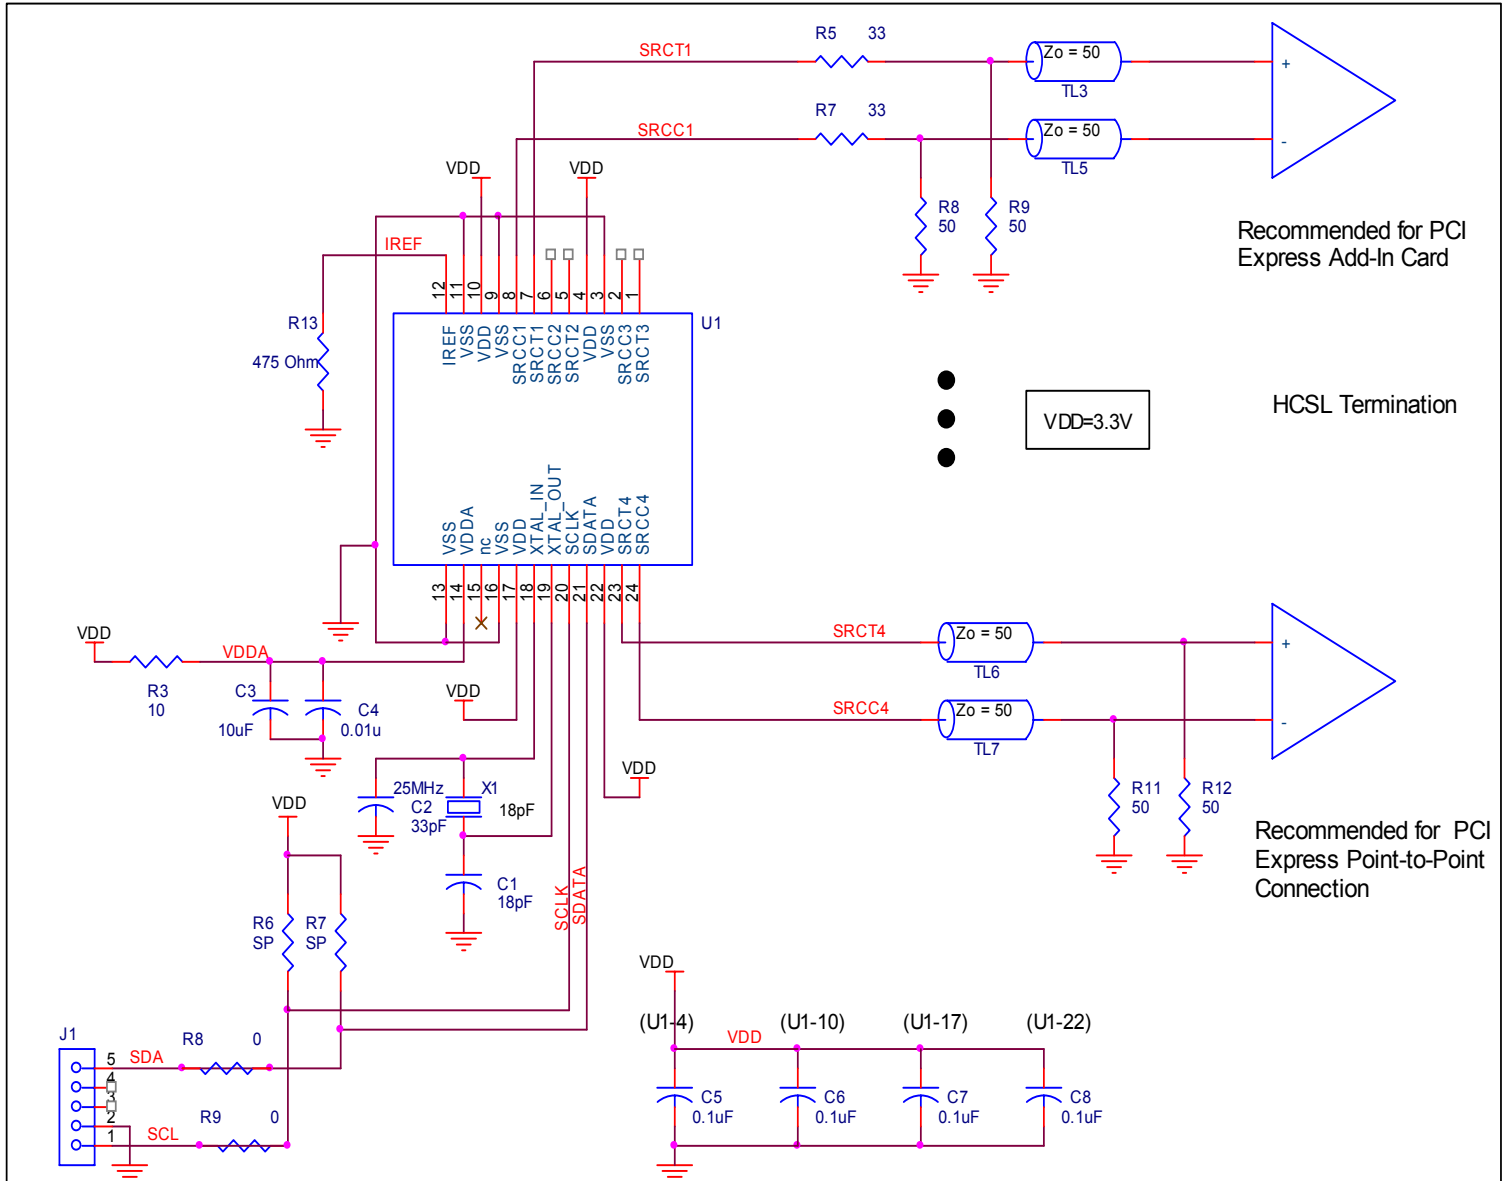 R5 33
SRCT1
Zo = 50
+
TL3
R7 33
SRCC1
Zo = 50
-
TL5
VDD
VDD
R8
50
R9
50
Recommended for PCI
Express Add-In Card
IREF
12
11
10
9
8
7
6
5
4
3
2
1
R13
475 Ohm
U1
IREF
VSS
VDD
VSS
SRCC1
SRCT1
SRCC2
SRCT2
VDD
VSS
SRCC3
SRCT3
VDD=3.3V
HCSL Termination
VSS
VDDA
nc
VSS
VDD
XTAL_IN
XTAL_OUT
SCLK
SDATA
VDD
SRCT4
SRCC4
13
14
15
16
17
18
19
20
21
22
23
24
VDD
VDDA
R3
10
C3
10uF
C4
0.01u
VDD
SRCT4
Zo = 50
+
TL6
SRCC4
Zo = 50
-
TL7
VDD
25MHz
X1
18pF
C2
33pF
R11
50
R12
50
Recommended for PCI
Express Point-to-Point
Connection
VDD
C1
18pF
SCLK
SDATA
R6
SP
R7
SP
VDD
(U1-4)
(U1-10)
(U1-17)
(U1-22)
VDD
C5
0.1uF
C6
0.1uF
C7
0.1uF
C8
0.1uF
J1
R8 0
5
SDA
4
3
2
1
SCL
R9 0